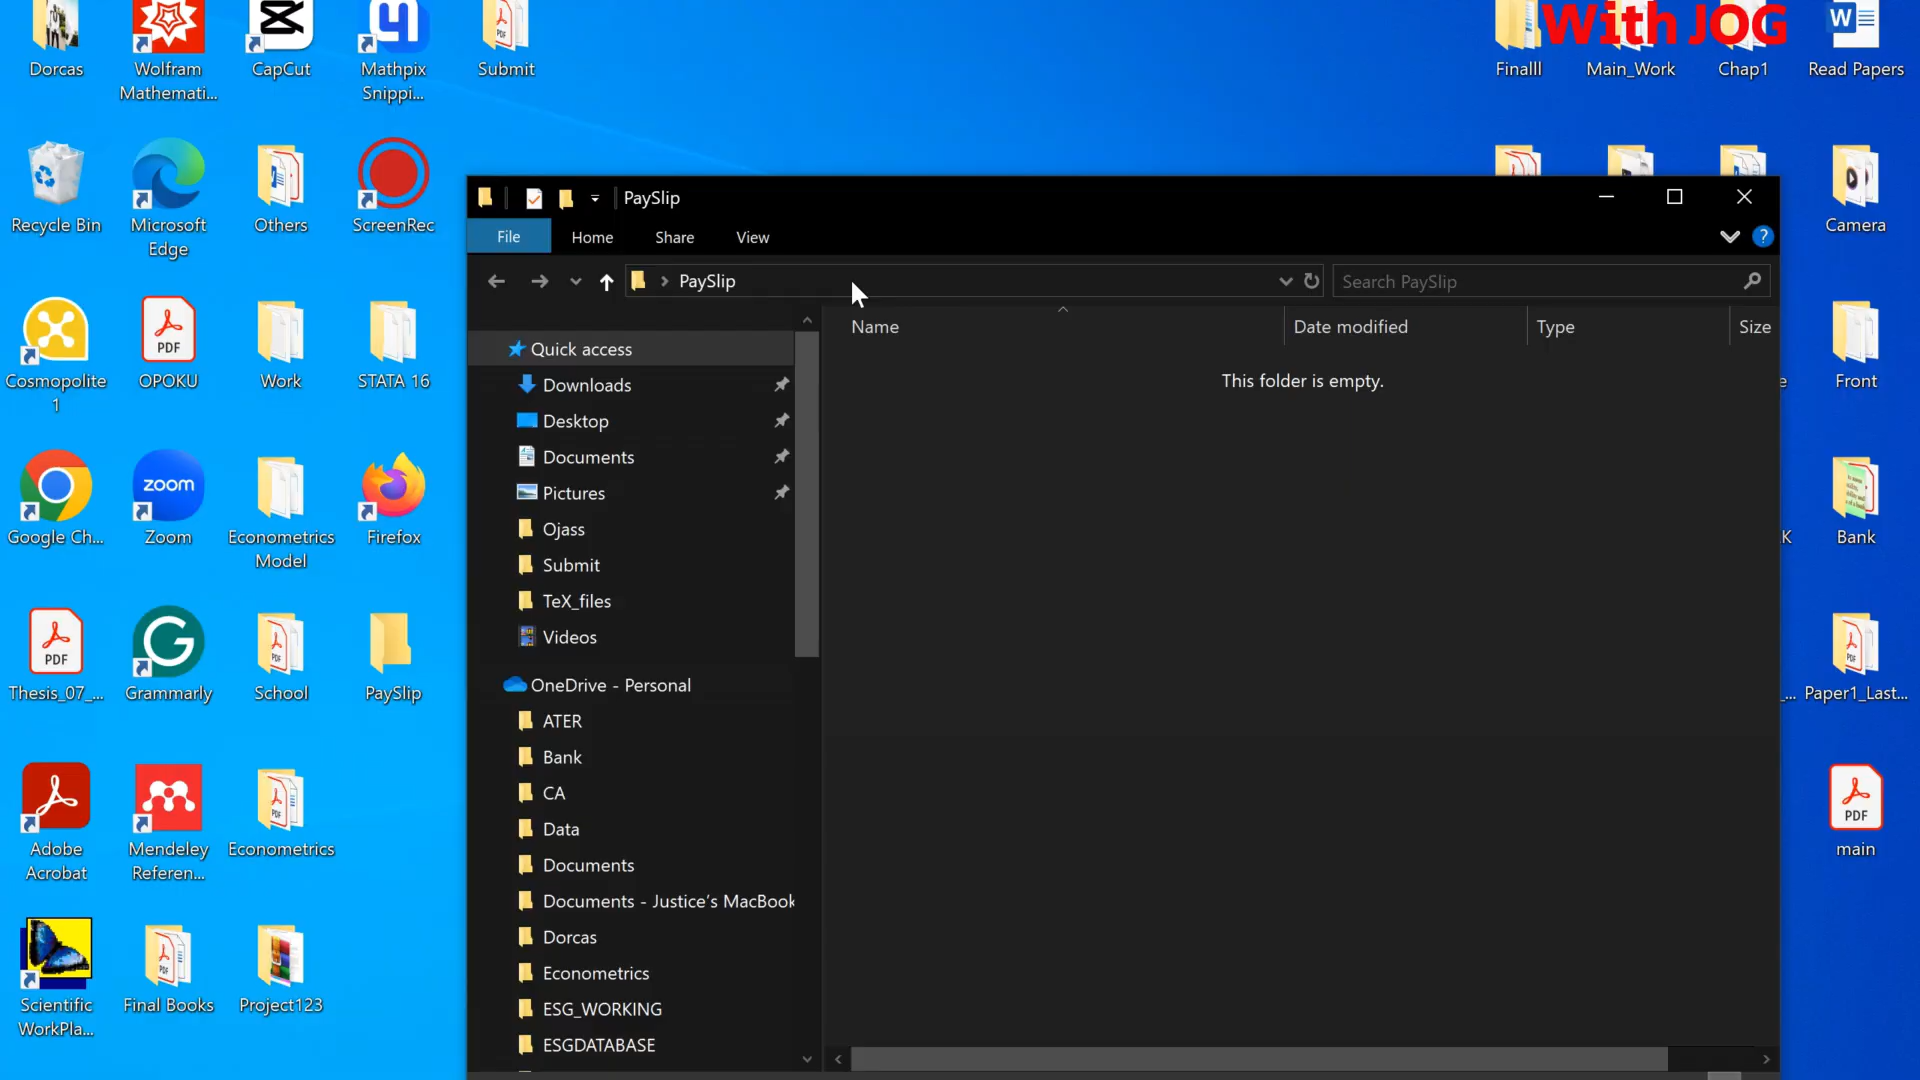 With JOG
Dorcas
Wolfram
Mathemati...
CapCut
Mathpix
Snippi...
Submit
Finalll
Main_Work
Chap1
Read Papers
Recycle Bin
Microsoft
Edge
Others
ScreenRec
Camera
Cosmopolite
1
PDF
OPOKU
Work
STATA 16
Front
Google Ch...
zoom
Zoom
Econometrics
Model
Firefox
K
Bank
PDF
Thesis_07_...
Grammarly
School
PaySlip
Paper1_Last...
Adobe
Acrobat
Mendeley
Referen...
Econometrics
PDF
main
Scientific
WorkPla...
Final Books
Project123
PaySlip
File
Home
Share
View
PaySlip
Search PaySlip
Name
Date modified
Type
Size
This folder is empty.
Quick access
Downloads
Desktop
Documents
Pictures
Ojass
Submit
TeX_files
Videos
OneDrive - Personal
ATER
Bank
CA
Data
Documents
Documents - Justice's MacBook
Dorcas
Econometrics
ESG_WORKING
ESGDATABASE